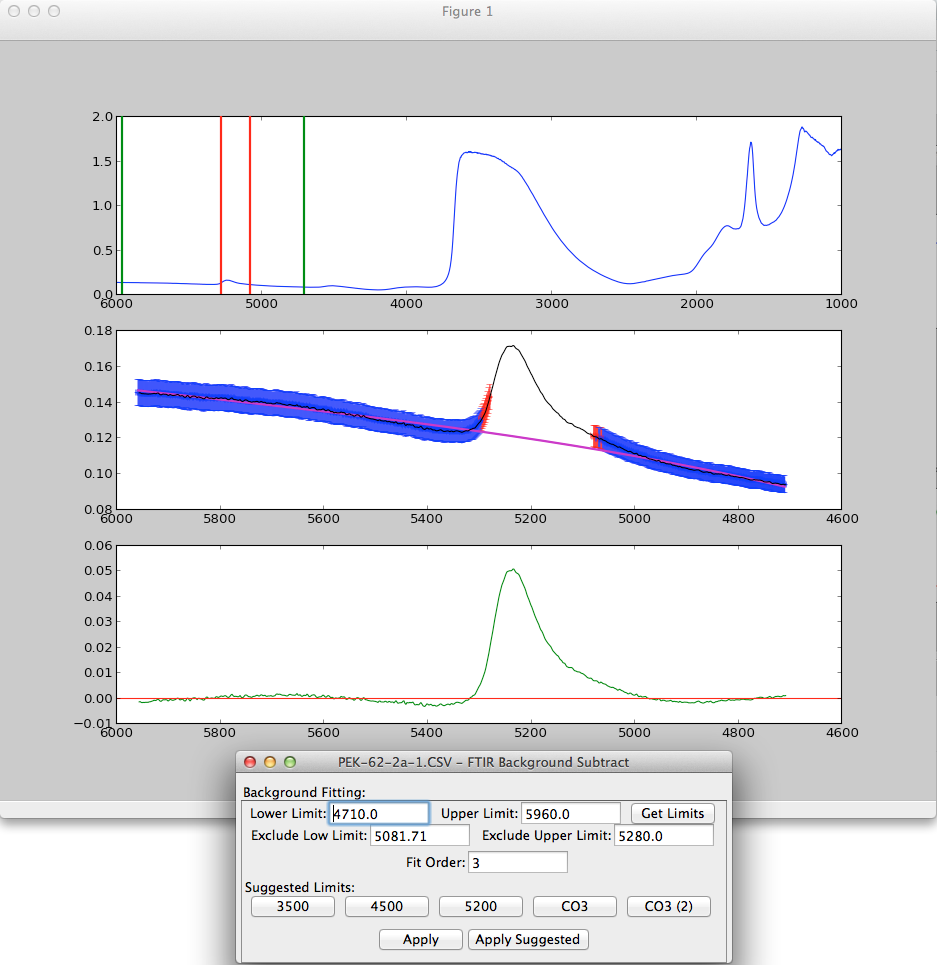 Figure 1
2.0
1.5
1.0
0.5
0.0
6000 5000 4000 3000 2000 1000
0.18
0.16
0.14
0.12
0.10
0.08
6000 5800 5600 5400 5200 5000 4800 4600
0.06
0.05
0.04
0.03
0.02
0.01
0.00
−0.01
6000 5800 5600 5400 5200 5000 4800 4600
PEK-62-2a-1.CSV - FTIR Background Subtract
Background Fitting:
Lower Limit: 4710.0 Upper Limit: 5960.0 Get Limits
Exclude Low Limit: 5081.71 Exclude Upper Limit: 5280.0
Fit Order: 3
Suggested Limits:
3500 4500 5200 CO3 CO3 (2)
Apply Apply Suggested